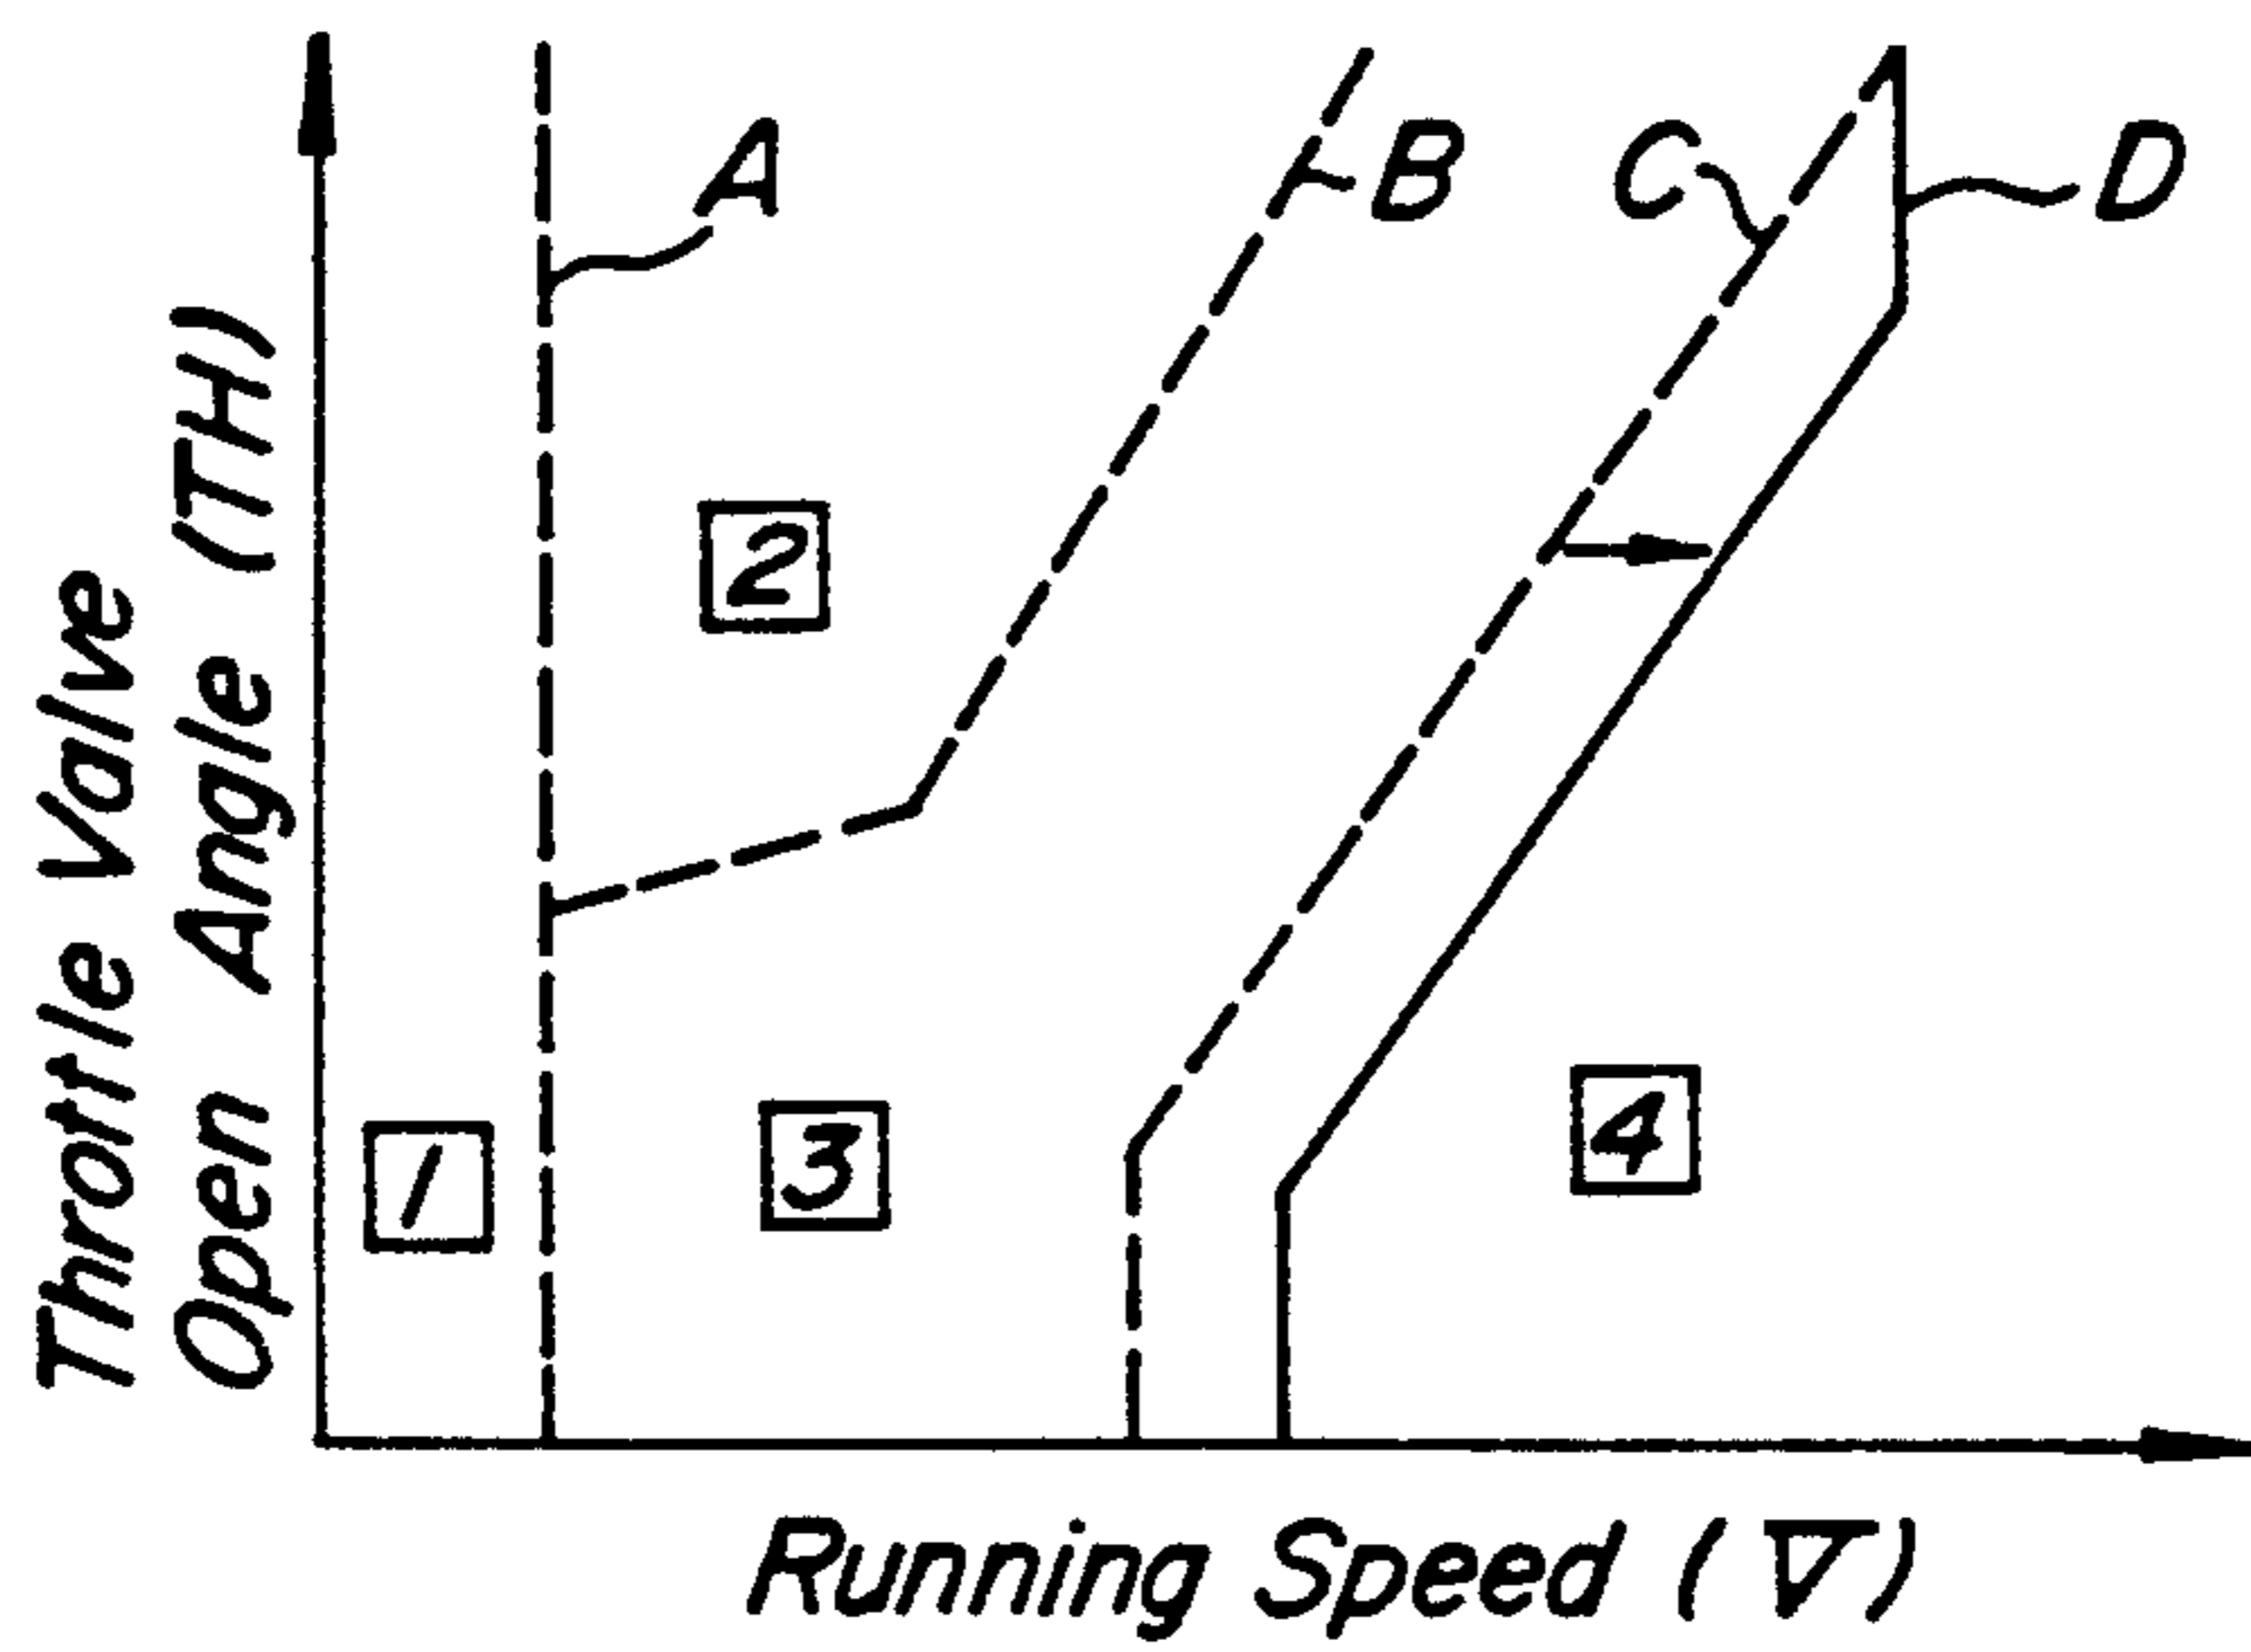 Throttle Valve
Open Angle (TH)
A
B
C
D
2
1
3
4
Running Speed (V)